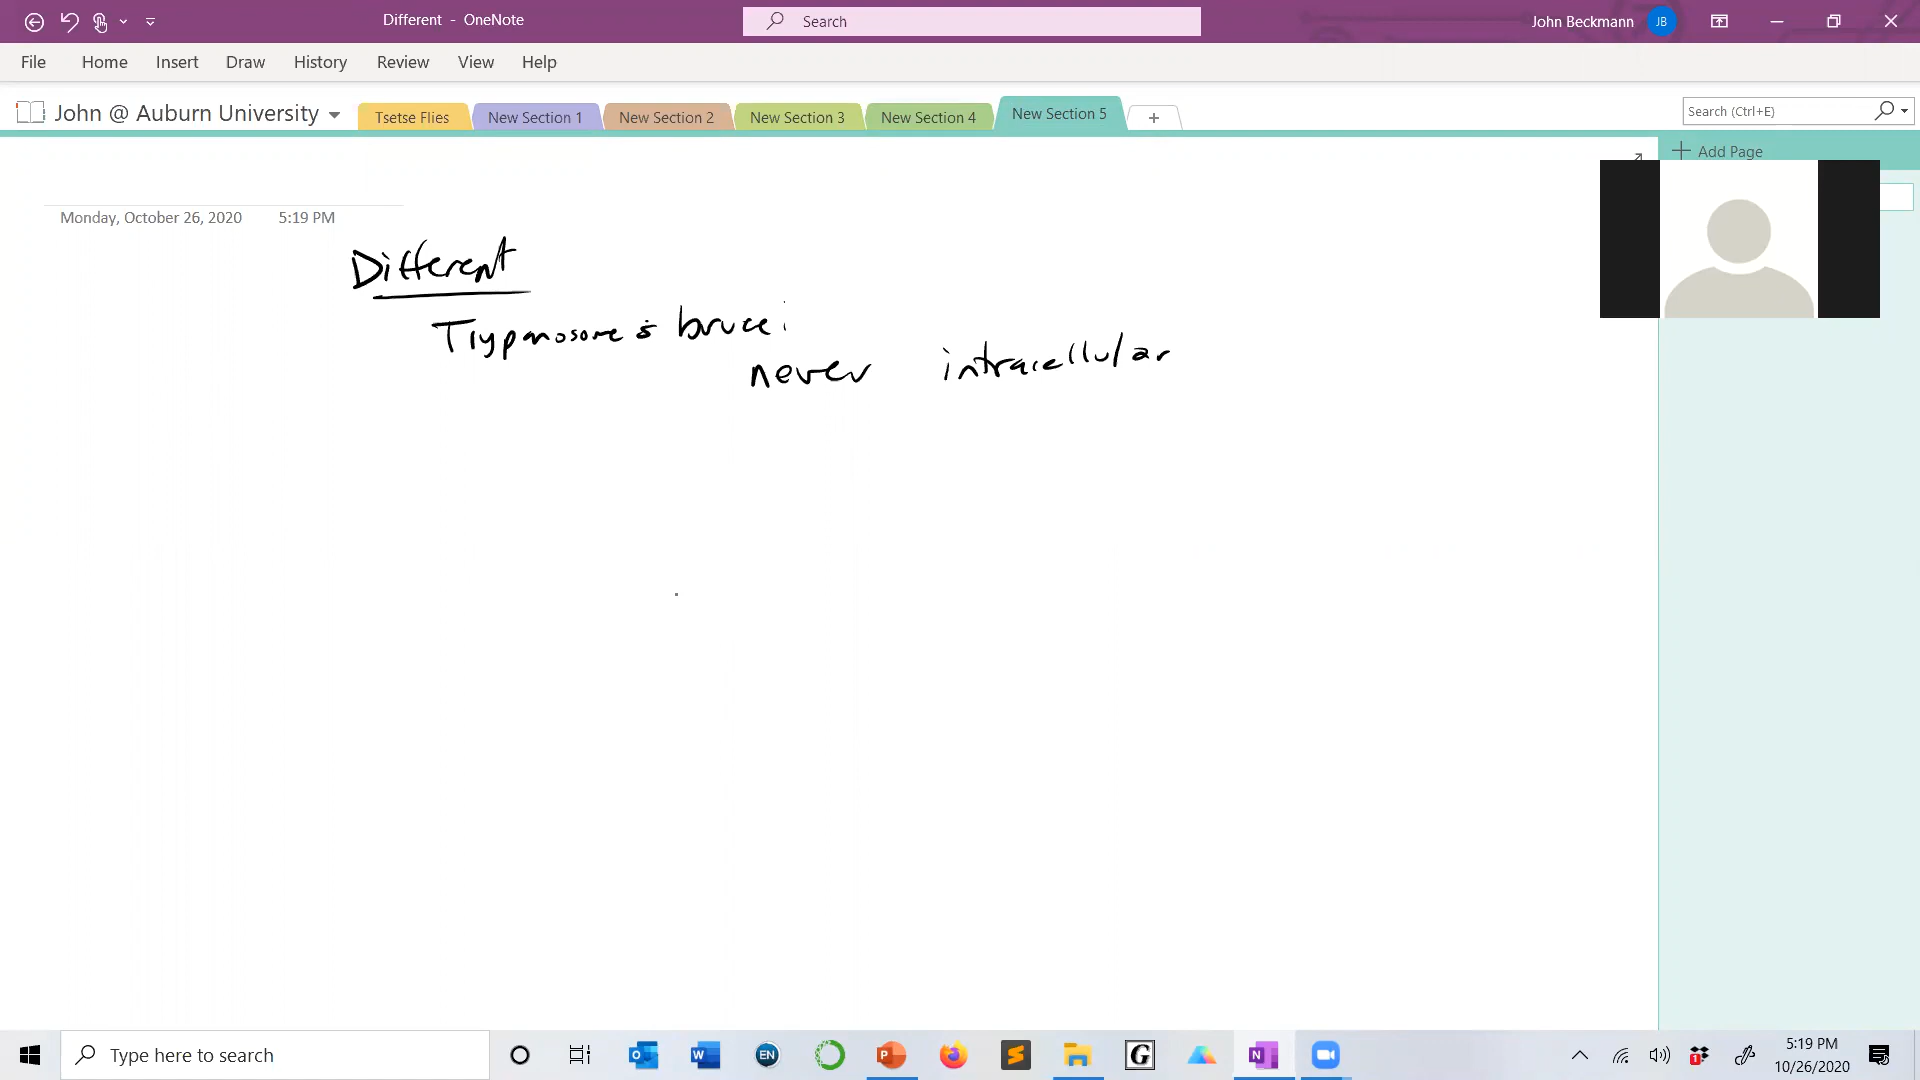 Different - OneNote
Search
John Beckmann JB
File Home Insert Draw History Review View Help
John @ Auburn University
Tsetse Flies New Section 1 New Section 2 New Section 3 New Section 4 New Section 5 +
Search (Ctrl+E)
Add Page
Monday, October 26, 2020 5:19 PM
Different
Trypanosome s brucei
never intracellular
Type here to search
EN
G
5:19 PM
10/26/2020